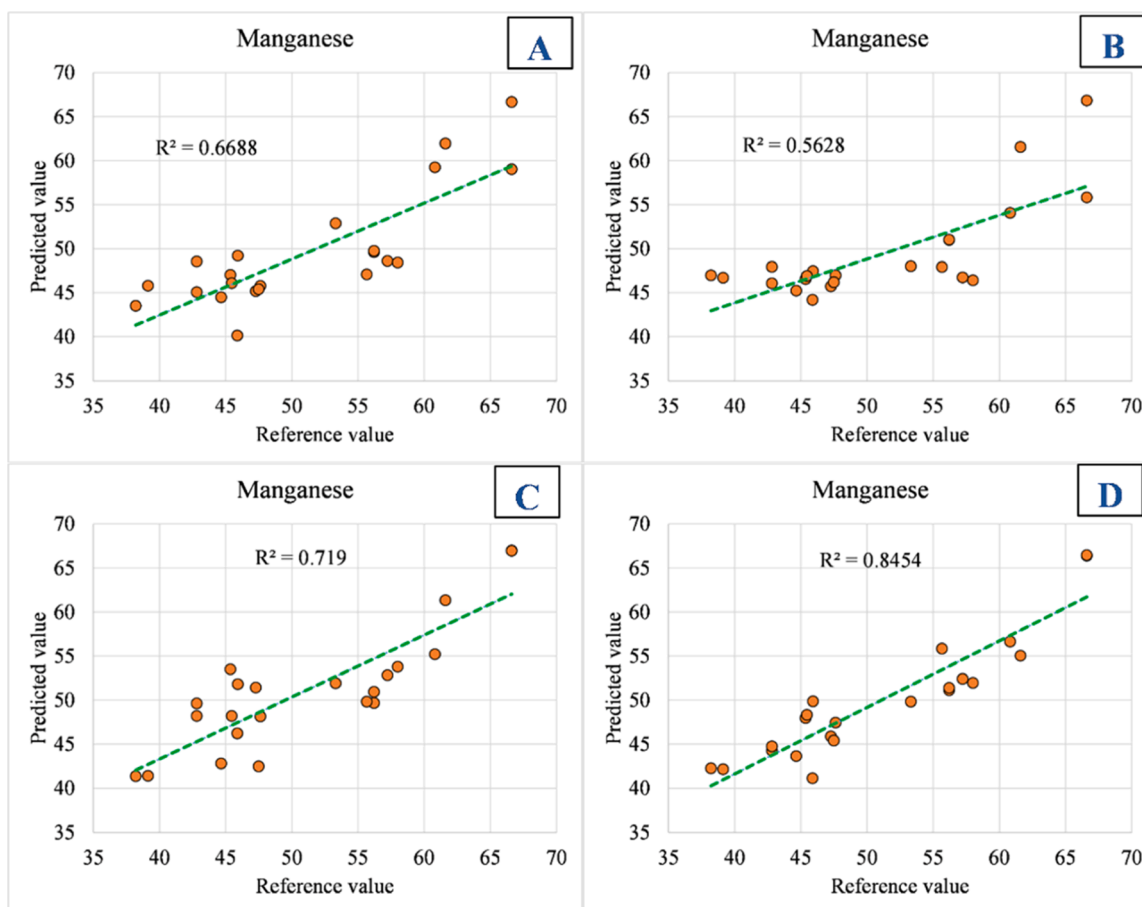 Manganese
A
R² = 0.6688
Predicted value
70
65
60
55
50
45
40
35
35 40 45 50 55 60 65 70
Reference value
Manganese
B
R² = 0.5628
Predicted value
70
65
60
55
50
45
40
35
35 40 45 50 55 60 65 70
Reference value
Manganese
C
R² = 0.719
Predicted value
70
65
60
55
50
45
40
35
35 40 45 50 55 60 65 70
Reference value
Manganese
D
R² = 0.8454
Predicted value
70
65
60
55
50
45
40
35
35 40 45 50 55 60 65 70
Reference value